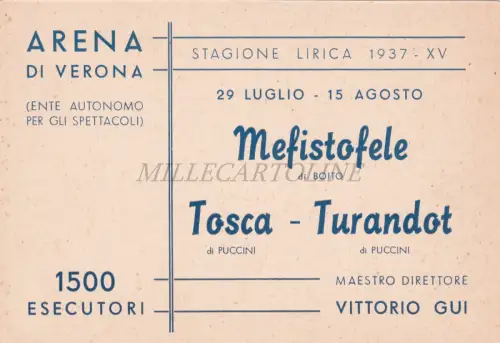 ARENA
DI VERONA
(ENTE AUTONOMO
PER GLI SPETTACOLI)
1500
ESECUTORI
STAGIONE LIRICA 1937 - XV
29 LUGLIO - 15 AGOSTO
Mefistofele
di BOITO
MILLECARTOLINE
Tosca - Turandot
di PUCCINI di PUCCINI
MAESTRO DIRETTORE
VITTORIO GUI